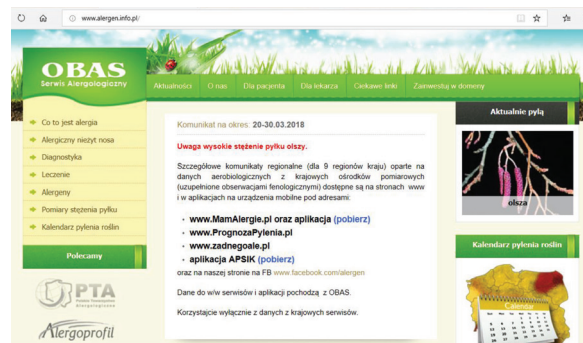 www.alergen.info.pl/
OBAS
Serwis Alergologiczny
Aktualności O nas Dla pacjenta Dla lekarza Ciekawe linki Zainwestuj w domeny
Co to jest alergia
Alergiczny nieżyt nosa
Diagnostyka
Leczenie
Alergeny
Pomiary stężenia pyłku
Kalendarz pylenia roślin
Polecamy
PTA
Alergoprofil
Komunikat na okres: 20-30.03.2018
Uwaga wysokie stężenie pyłku olszy.
Szczegółowe komunikaty regionalne (dla 9 regionów kraju) oparte na
danych aerobiologicznych z krajowych ośrodków pomiarowych
(uzupełnione obserwacjami fenologicznymi) dostępne są na stronach www
i w aplikacjach na urządzenia mobilne pod adresami:
• www.MamAlergie.pl oraz aplikacja (pobierz)
• www.PrognozaPylenia.pl
• www.zadnegoale.pl
• aplikacja APSIK (pobierz)
oraz na naszej stronie na FB www.facebook.com/alergen
Dane do w/w serwisów i aplikacji pochodzą z OBAS.
Korzystajcie wyłącznie z danych z krajowych serwisów.
Aktualnie pylą
olsza
Kalendarz pylenia roślin